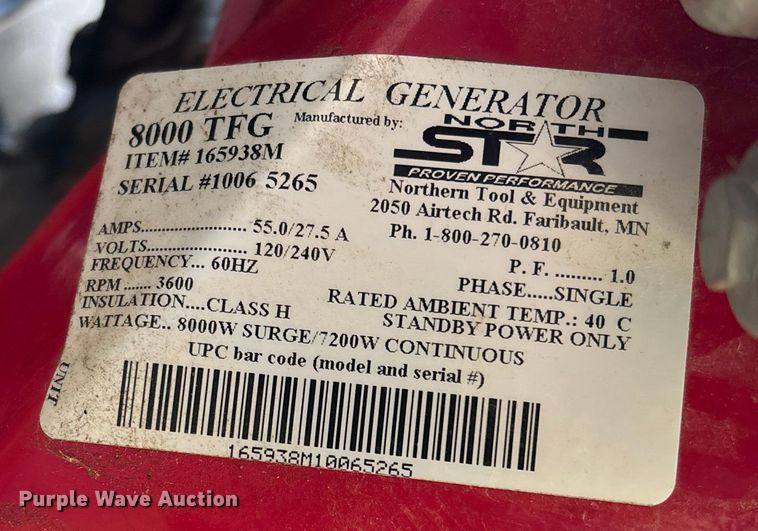 ELECTRICAL GENERATOR
8000 TFG
Manufactured by:
NORTH
STAR
PROVEN PERFORMANCE
ITEM# 165938M
SERIAL #1006 5265
Northern Tool & Equipment
2050 Airtech Rd. Faribault, MN
Ph. 1-800-270-0810
AMPS...................... 55.0/27.5 A
VOLTS..................... 120/240V
FREQUENCY.... 60HZ
RPM ....... 3600
INSULATION....CLASS H
P. F. ......... 1.0
PHASE.....SINGLE
RATED AMBIENT TEMP.: 40 C
STANDBY POWER ONLY
WATTAGE.. 8000W SURGE/7200W CONTINUOUS
UPC bar code (model and serial #)
UNIT
165938M10065265
Purple Wave Auction